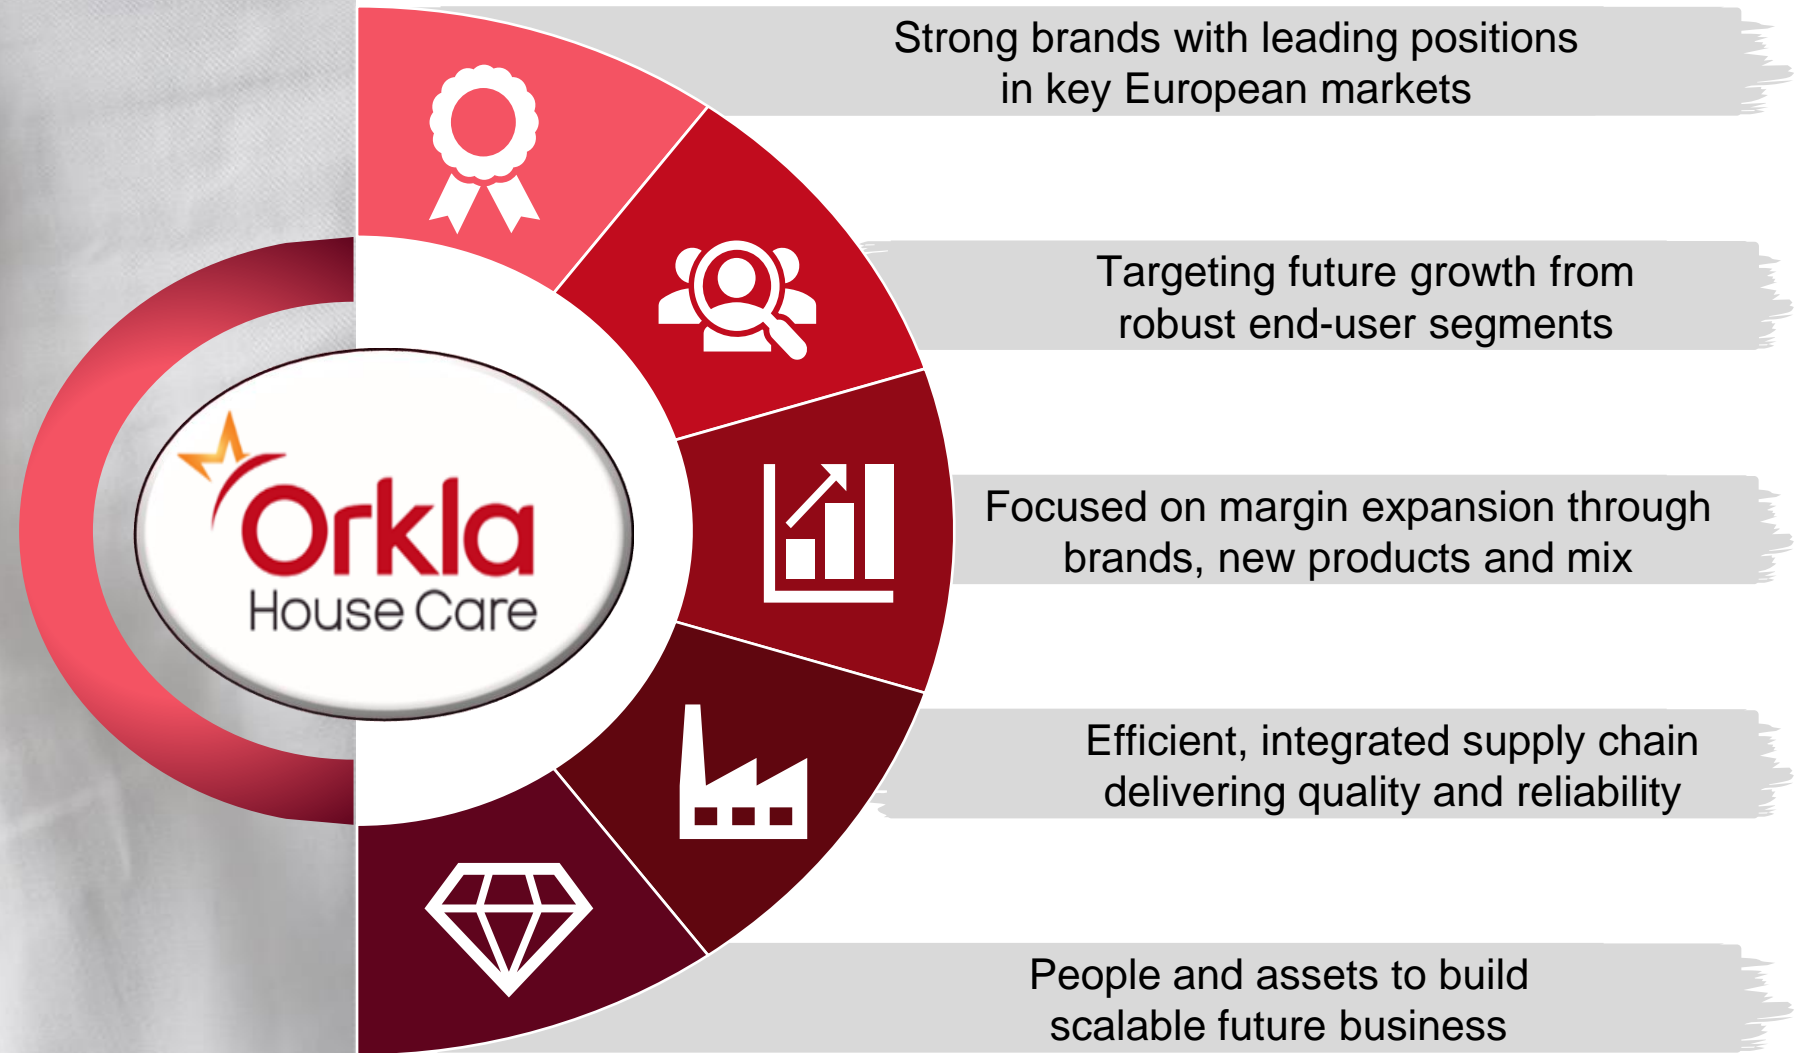 Strong brands with leading positions
in key European markets
Targeting future growth from
robust end-user segments
Orkla
House Care
Focused on margin expansion through
brands, new products and mix
Efficient, integrated supply chain
delivering quality and reliability
People and assets to build
scalable future business